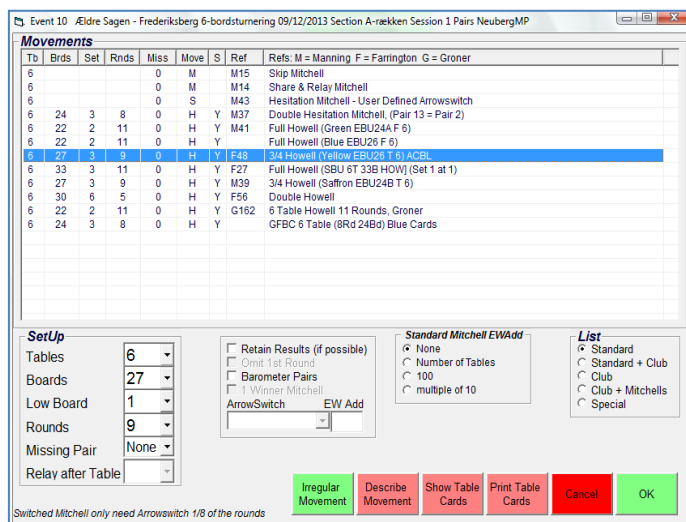 Event 10 Ældre Sagen - Frederiksberg 6-bordsturnering 09/12/2013 Section A-rækken Session 1 Pairs NeubergMP
Movements
Tb Brds Set Rnds Miss Move S Ref Refs: M = Manning F = Farrington G = Groner
6 0 M M15 Skip Mitchell
6 0 M M14 Share & Relay Mitchell
6 0 S M43 Hesitation Mitchell - User Defined Arrowswitch
6 24 3 8 0 H Y M37 Double Hesitation Mitchell, (Pair 13 = Pair 2)
6 22 2 11 0 H Y M41 Full Howell (Green EBU24A F 6)
6 22 2 11 0 H Y Full Howell (Blue EBU26 F 6)
6 27 3 9 0 H Y F48 3/4 Howell (Yellow EBU26 T 6) ACBL
6 33 3 11 0 H Y F27 Full Howell (SBU 6T 33B HOW] (Set 1 at 1)
6 27 3 9 0 H Y M39 3/4 Howell (Saffron EBU24B T 6)
6 30 6 5 0 H Y F56 Double Howell
6 22 2 11 0 H Y G162 6 Table Howell 11 Rounds, Groner
6 24 3 8 0 H Y GFBC 6 Table (8Rd 24Bd) Blue Cards
SetUp
Tables 6
Boards 27
Low Board 1
Rounds 9
Missing Pair None
Relay after Table
Retain Results (if possible)
Omit 1st Round
Barometer Pairs
1 Winner Mitchell
ArrowSwitch EW Add
Standard Mitchell EWAdd
None
Number of Tables
100
multiple of 10
List
Standard
Standard + Club
Club
Club + Mitchells
Special
Irregular Movement
Describe Movement
Show Table Cards
Print Table Cards
Cancel
OK
Switched Mitchell only need Arrowswitch 1/8 of the rounds